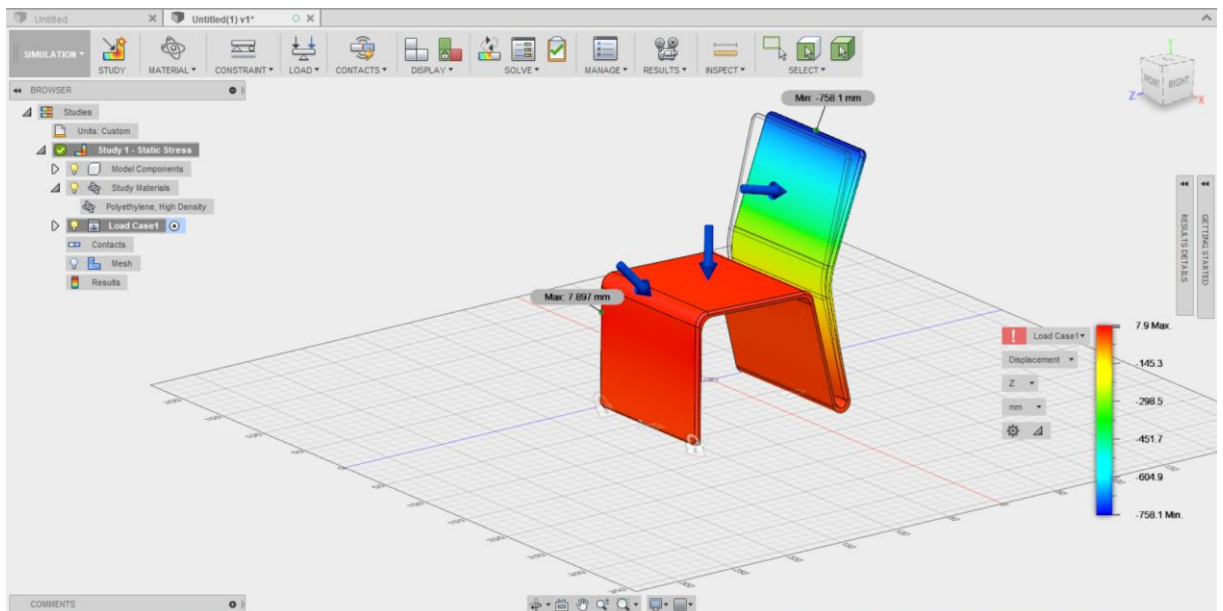 Untitled
Untitled(1) v1*
SIMULATION
STUDY
MATERIAL
CONSTRAINT
LOAD
CONTACTS
DISPLAY
SOLVE
MANAGE
RESULTS
INSPECT
SELECT
BROWSER
Studies
Units: Custom
Study 1 - Static Stress
Model Components
Study Materials
Polyethylene, High Density
Load Case1
Contacts
Mesh
Results
Min: -758.1 mm
Max: 7.897 mm
Y
FRONT
RIGHT
Z
X
RESULTS DETAILS
GETTING STARTED
Load Case1
Displacement
Z
mm
7.9 Max.
-145.3
-298.5
-451.7
-604.9
-758.1 Min.
COMMENTS